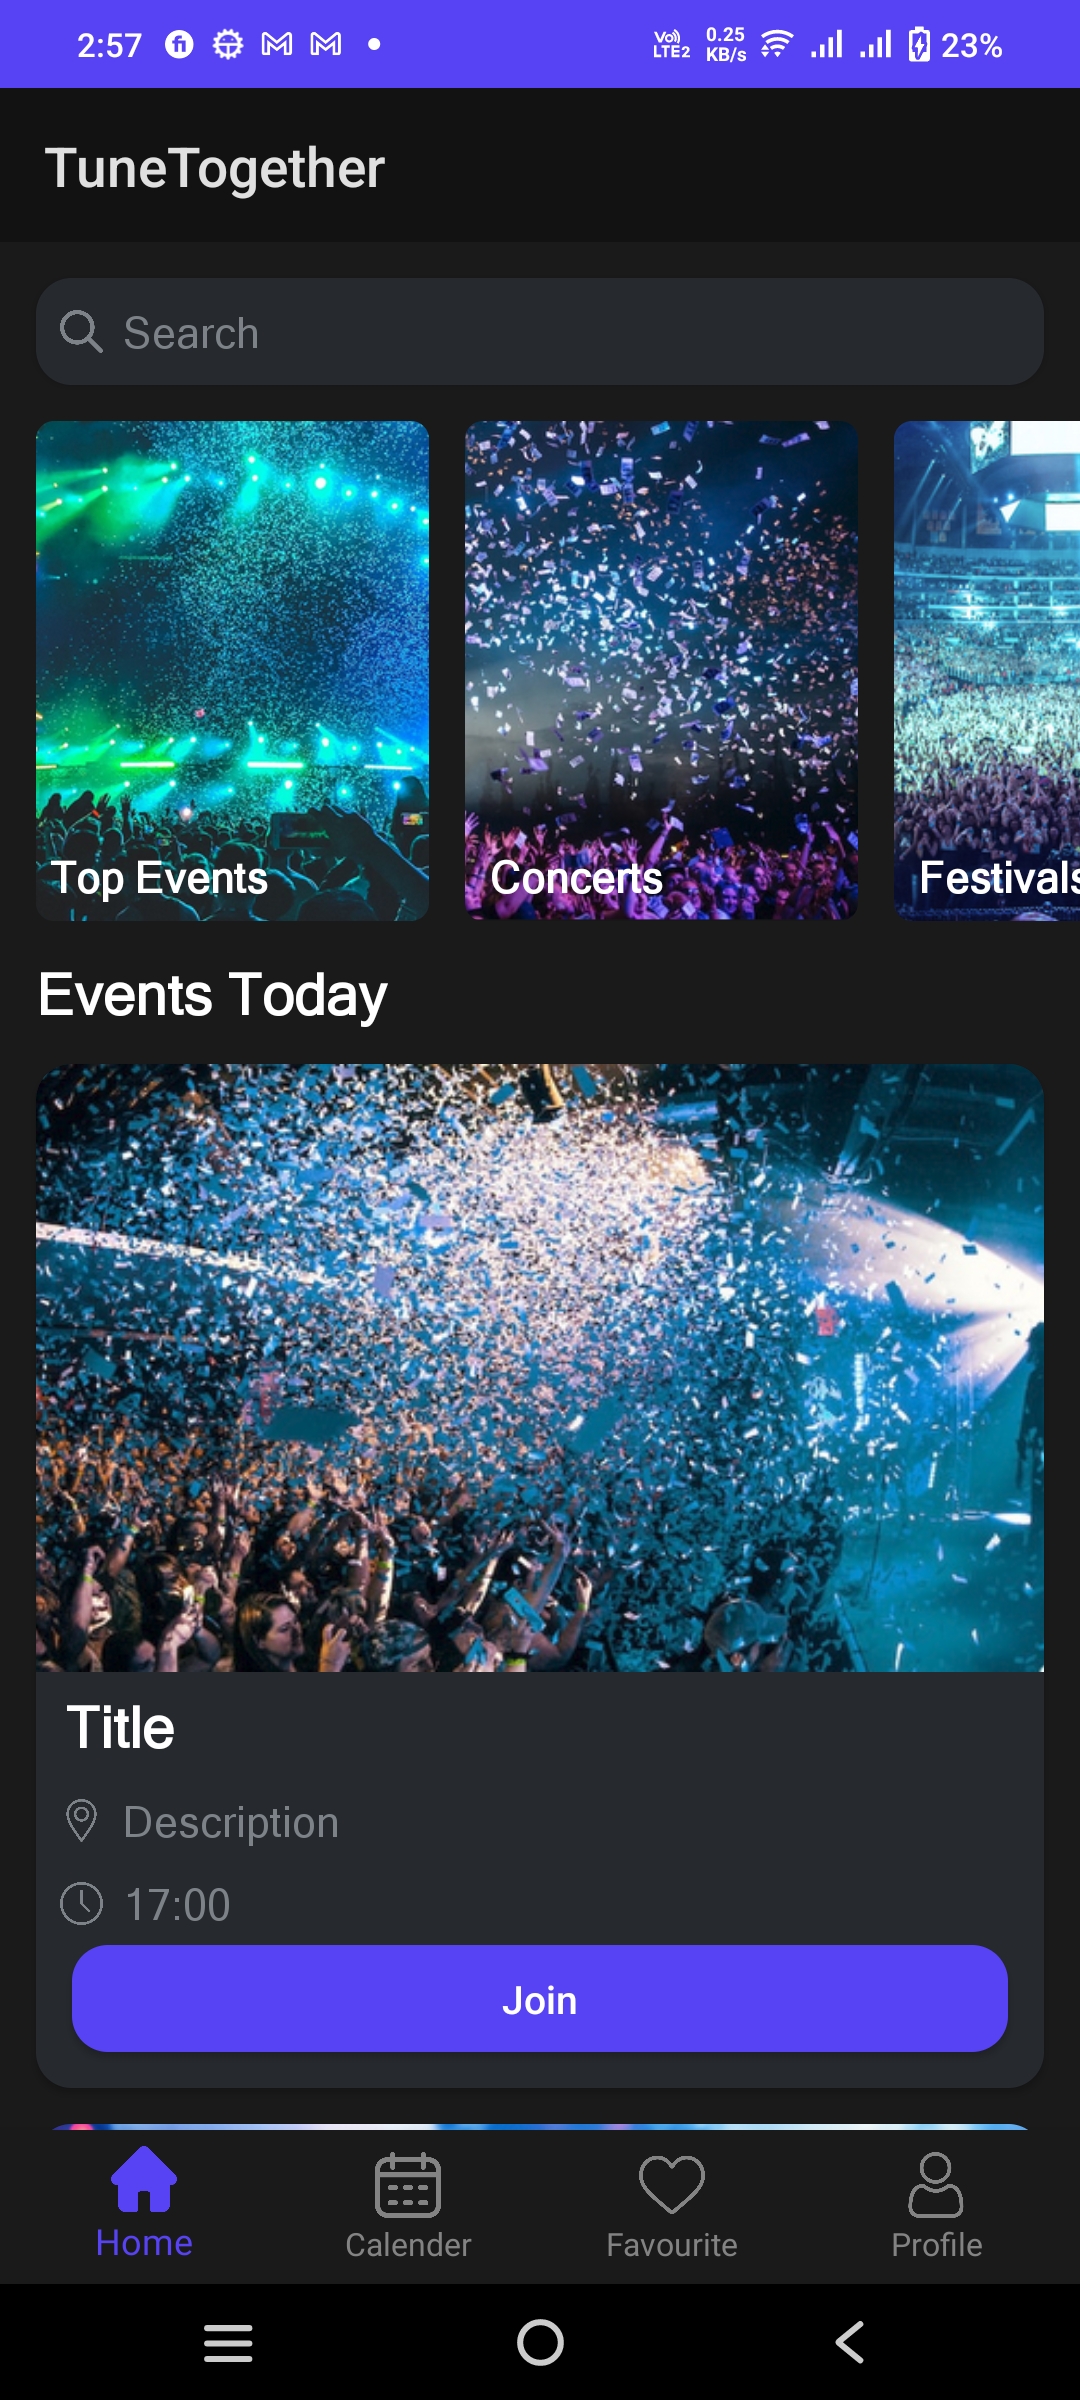 2:57
Vo)) LTE2
0.25 KB/s
23%
TuneTogether
Search
Top Events
Concerts
Festivals
Events Today
Title
Description
17:00
Join
Home
Calender
Favourite
Profile